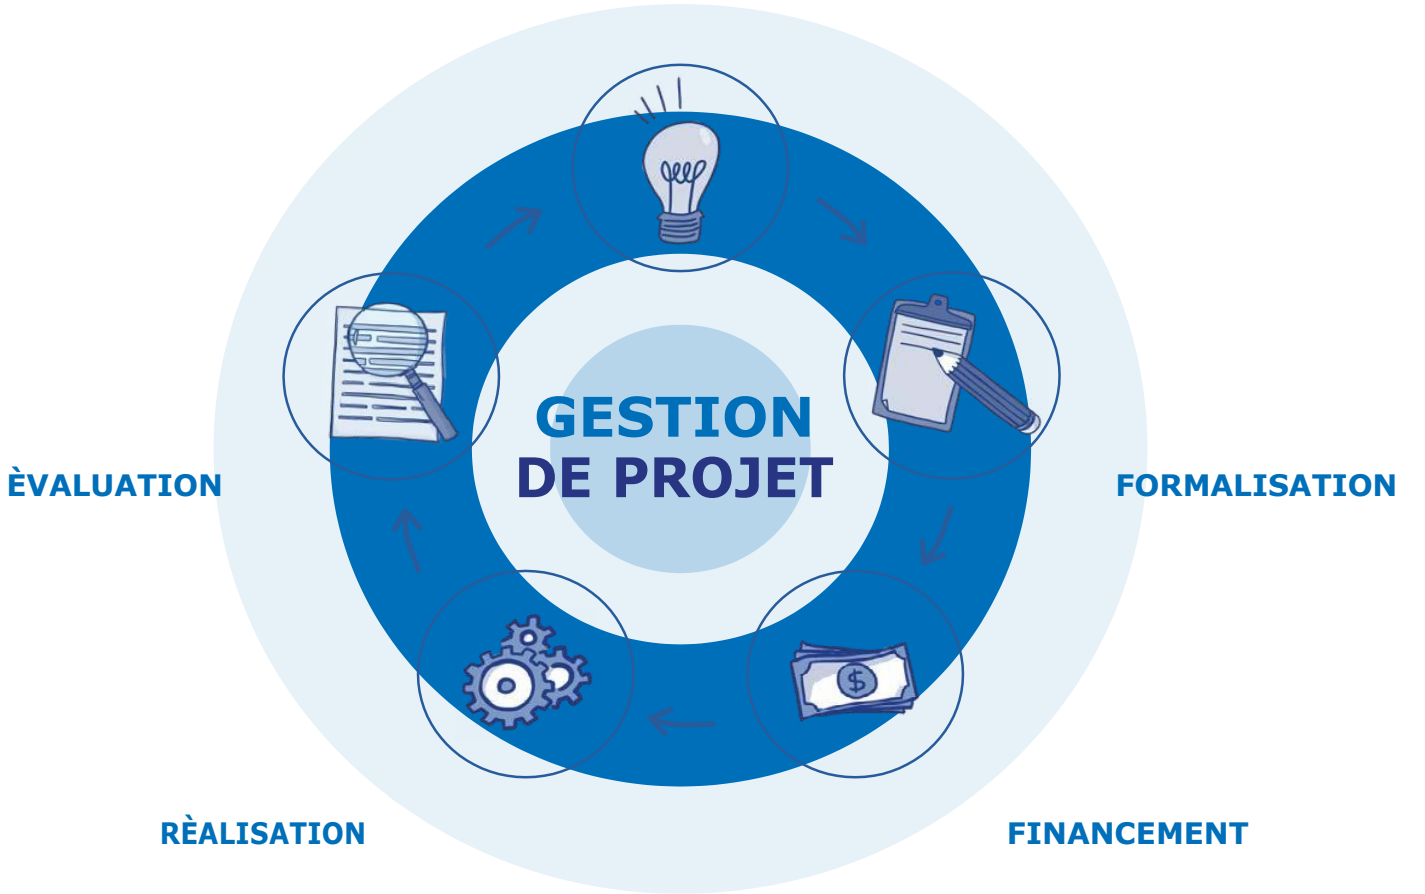 GESTION
DE PROJET
ÈVALUATION
FORMALISATION
RÈALISATION
FINANCEMENT
$